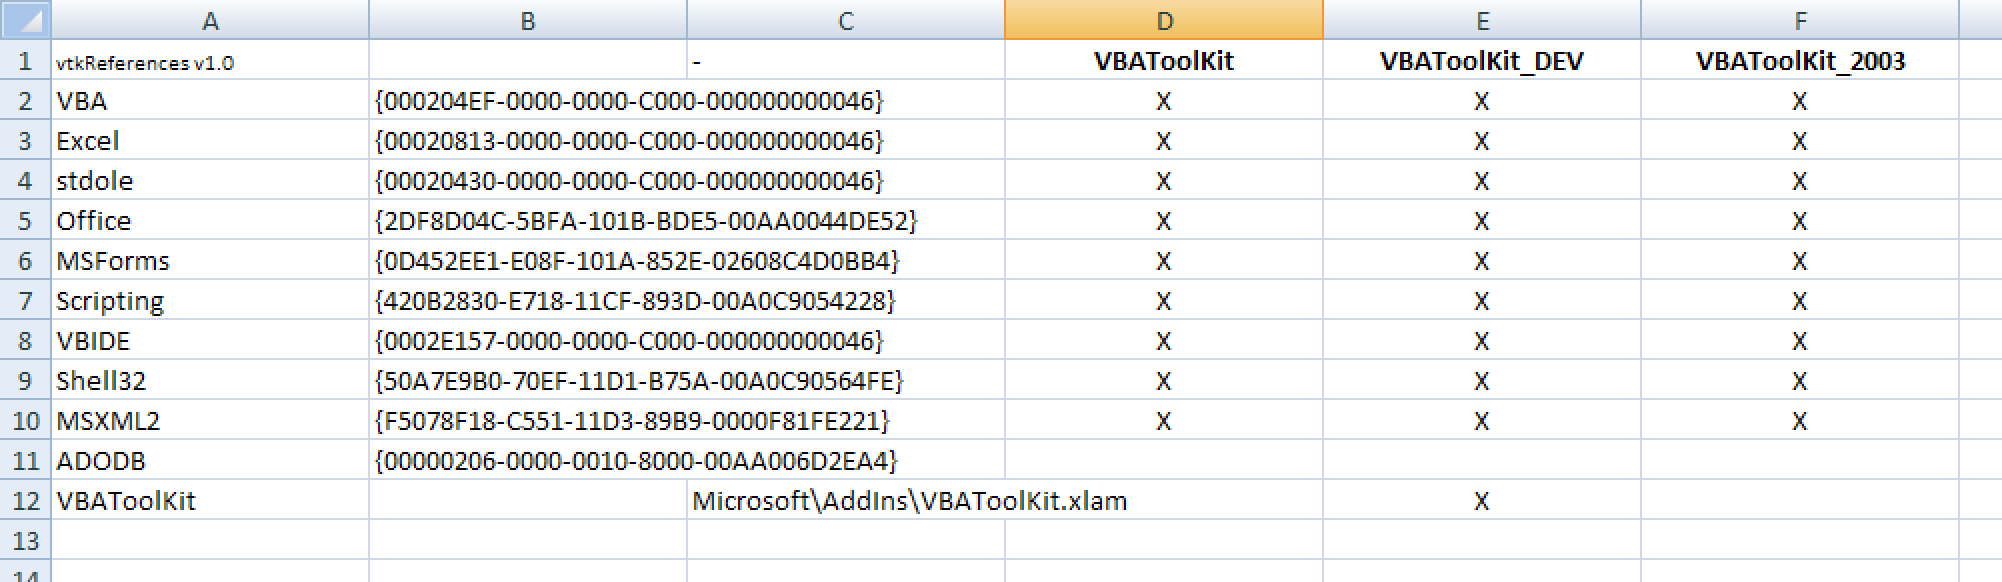 A B C D E F
1 vtkReferences v1.0 - VBAToolKit VBAToolKit_DEV VBAToolKit_2003
2 VBA {000204EF-0000-0000-C000-000000000046} X X X
3 Excel {00020813-0000-0000-C000-000000000046} X X X
4 stdole {00020430-0000-0000-C000-000000000046} X X X
5 Office {2DF8D04C-5BFA-101B-BDE5-00AA0044DE52} X X X
6 MSForms {0D452EE1-E08F-101A-852E-02608C4D0BB4} X X X
7 Scripting {420B2830-E718-11CF-893D-00A0C9054228} X X X
8 VBIDE {0002E157-0000-0000-C000-000000000046} X X X
9 Shell32 {50A7E9B0-70EF-11D1-B75A-00A0C90564FE} X X X
10 MSXML2 {F5078F18-C551-11D3-89B9-0000F81FE221} X X X
11 ADODB {00000206-0000-0010-8000-00AA006D2EA4}
12 VBAToolKit Microsoft\AddIns\VBAToolKit.xlam X
13
14